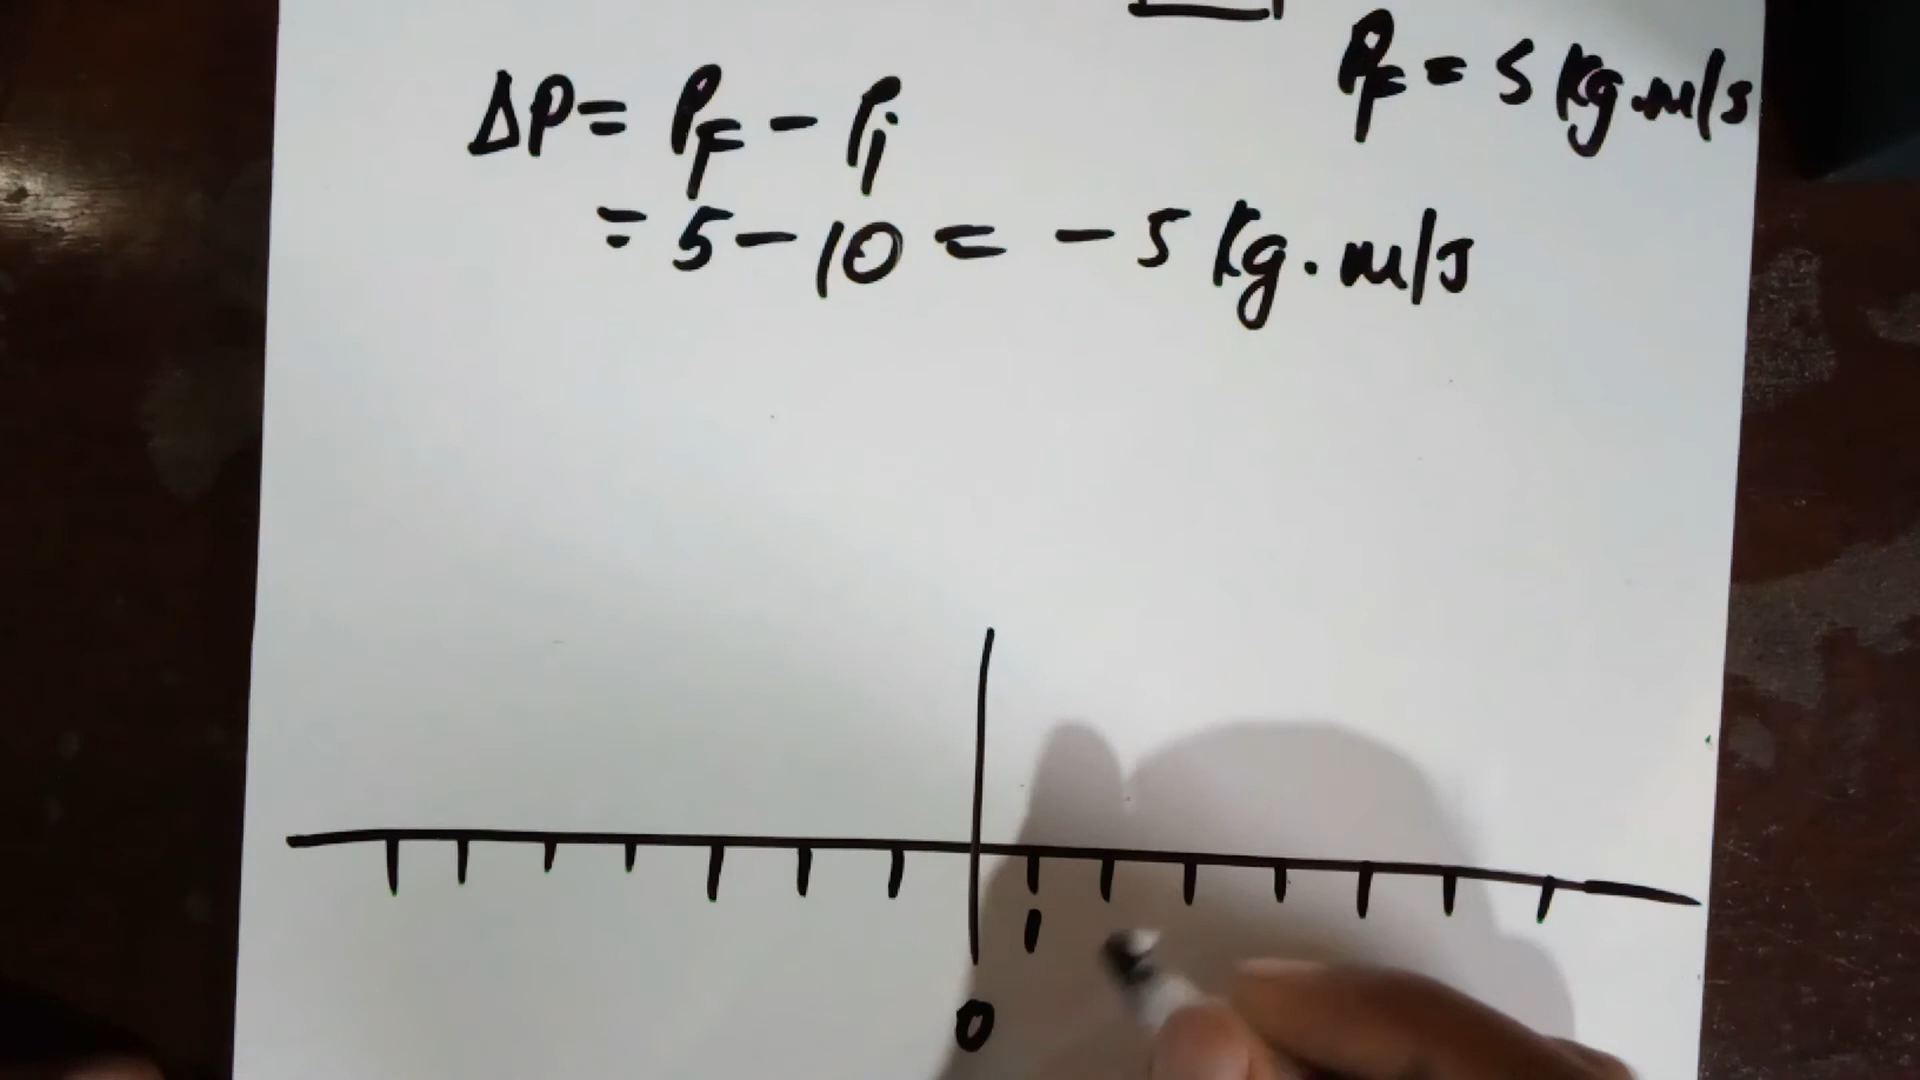 P_F = 5 kg.m/s
ΔP = P_F - P_i
= 5 - 10 = - 5 kg.m/s
1
0